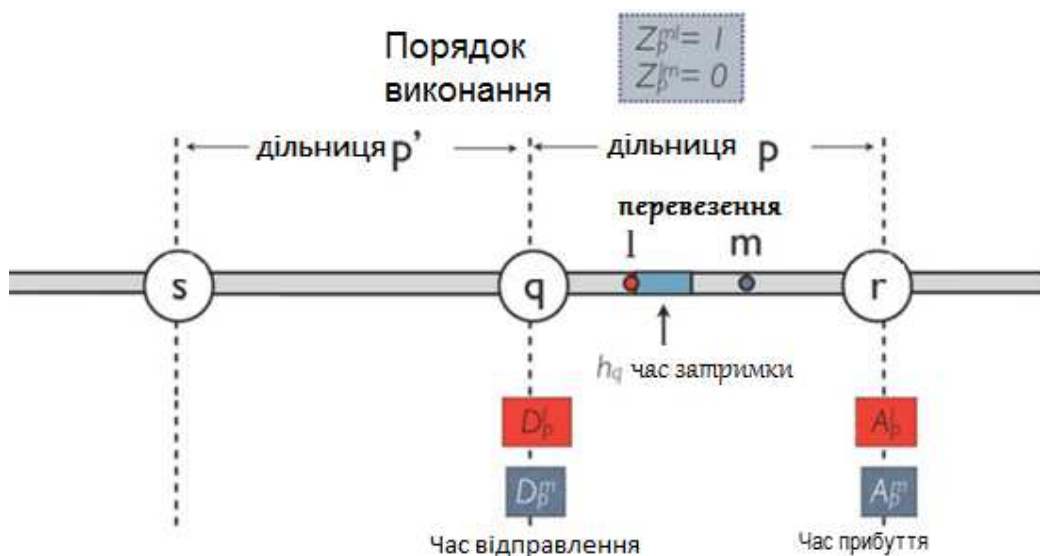 Порядок
виконання
Z_p^{ml} = 1
Z_p^{lm} = 0
дільниця p’
дільниця p
перевезення
l m
s q r
h_q час затримки
D_p^l A_p^l
D_p^m A_p^m
Час відправлення Час прибуття